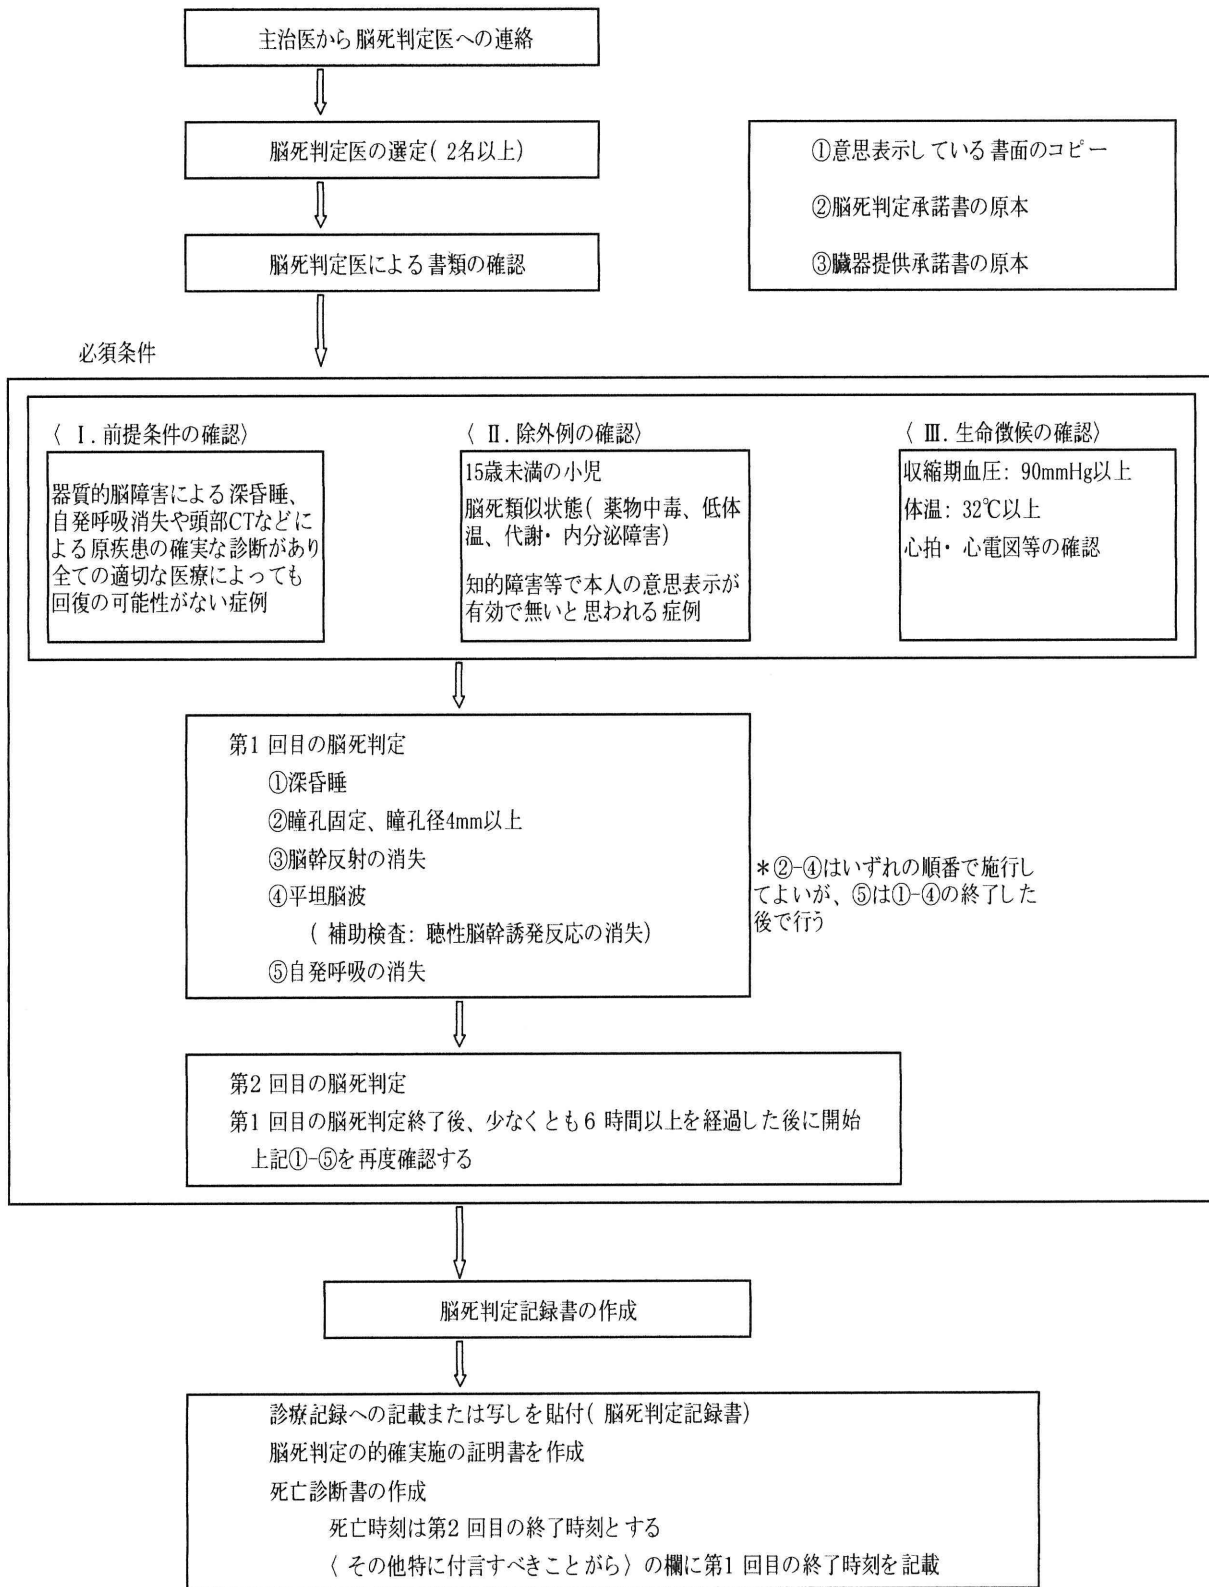 主治医から脳死判定医への連絡
脳死判定医の選定(2名以上)
脳死判定医による書類の確認
①意思表示している書面のコピー
②脳死判定承諾書の原本
③臓器提供承諾書の原本
必須条件
〈 Ⅰ.前提条件の確認〉
器質的脳障害による深昏睡、
自発呼吸消失や頭部CTなどに
よる原疾患の確実な診断があり
全ての適切な医療によっても
回復の可能性がない症例
〈 Ⅱ.除外例の確認〉
15歳未満の小児
脳死類似状態(薬物中毒、低体
温、代謝・内分泌障害)
知的障害等で本人の意思表示が
有効で無いと思われる症例
〈 Ⅲ.生命徴候の確認〉
収縮期血圧: 90mmHg以上
体温: 32℃以上
心拍・心電図等の確認
第1回目の脳死判定
①深昏睡
②瞳孔固定、瞳孔径4mm以上
③脳幹反射の消失
④平坦脳波
(補助検査: 聴性脳幹誘発反応の消失)
⑤自発呼吸の消失
＊②-④はいずれの順番で施行し
てよいが、⑤は①-④の終了した
後で行う
第2回目の脳死判定
第1回目の脳死判定終了後、少なくとも6時間以上を経過した後に開始
上記①-⑤を再度確認する
脳死判定記録書の作成
診療記録への記載または写しを貼付(脳死判定記録書)
脳死判定の的確実施の証明書を作成
死亡診断書の作成
死亡時刻は第2回目の終了時刻とする
〈その他特に付言すべきことがら〉の欄に第1回目の終了時刻を記載